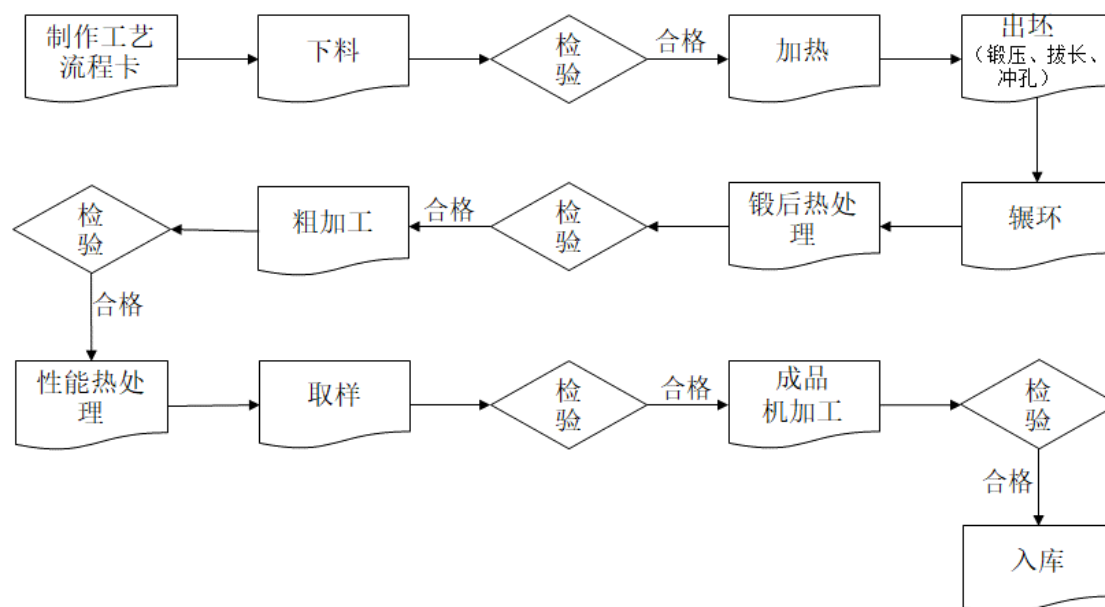 制作工艺
流程卡
下料
检
验
合格
加热
出坯
（锻压、拔长、
冲孔）
辗环
锻后热处
理
检
验
合格
粗加工
检
验
合格
性能热处
理
取样
检
验
合格
成品
机加工
检
验
合格
入库